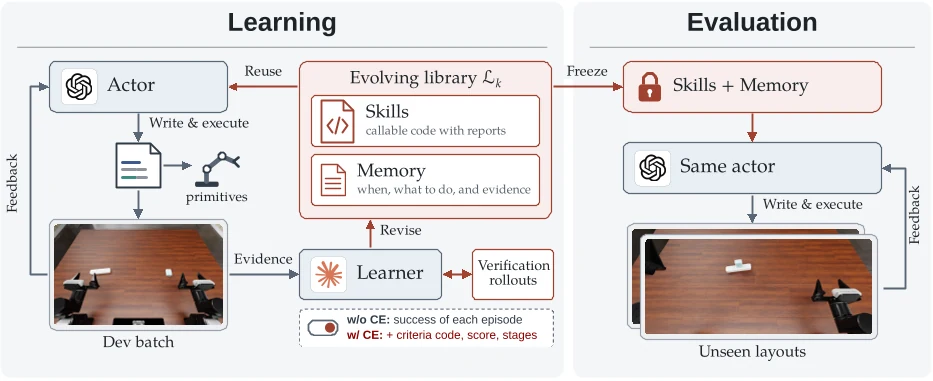 Learning
Actor
Reuse
Write & execute
primitives
Feedback
Dev batch
Evidence
Evolving library ℒₖ
Skills
callable code with reports
Memory
when, what to do, and evidence
Revise
Learner
Verification
rollouts
w/o CE: success of each episode
w/ CE: + criteria code, score, stages
Evaluation
Freeze
Skills + Memory
Same actor
Write & execute
Feedback
Unseen layouts